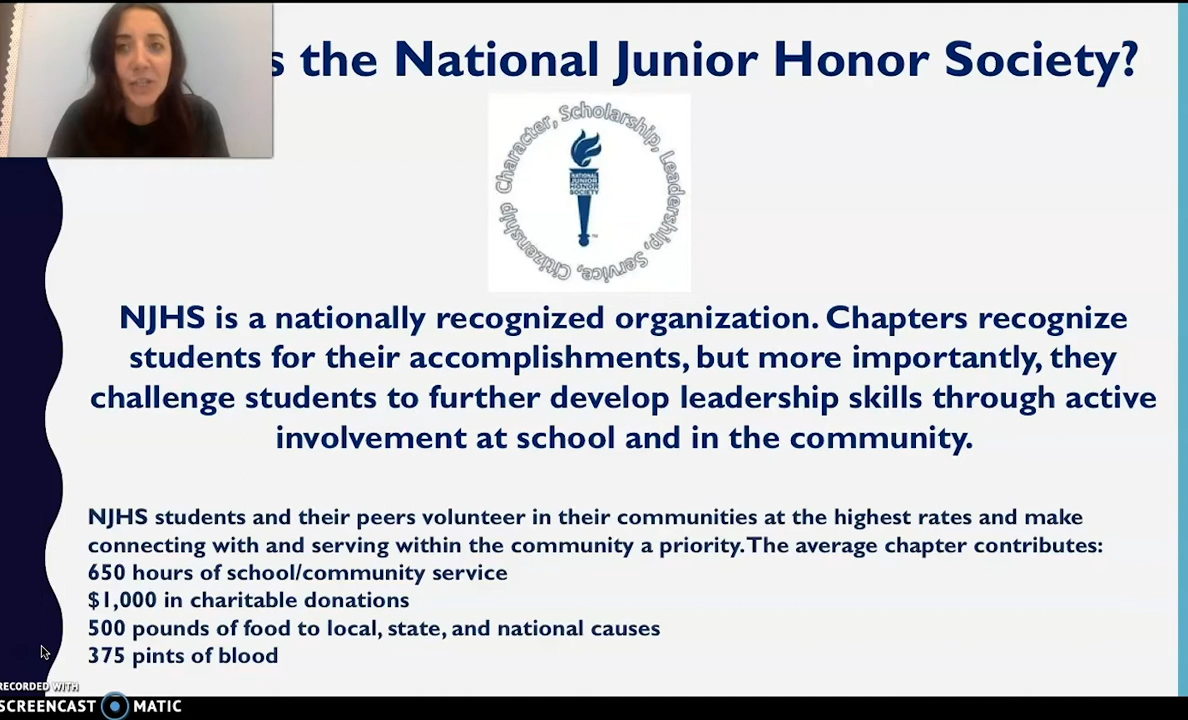 s the National Junior Honor Society?
Character, Scholarship, Leadership, Service, Citizenship
NATIONAL
JUNIOR
HONOR
SOCIETY
NJHS is a nationally recognized organization. Chapters recognize
students for their accomplishments, but more importantly, they
challenge students to further develop leadership skills through active
involvement at school and in the community.
NJHS students and their peers volunteer in their communities at the highest rates and make
connecting with and serving within the community a priority. The average chapter contributes:
650 hours of school/community service
$1,000 in charitable donations
500 pounds of food to local, state, and national causes
375 pints of blood
RECORDED WITH
SCREENCAST MATIC